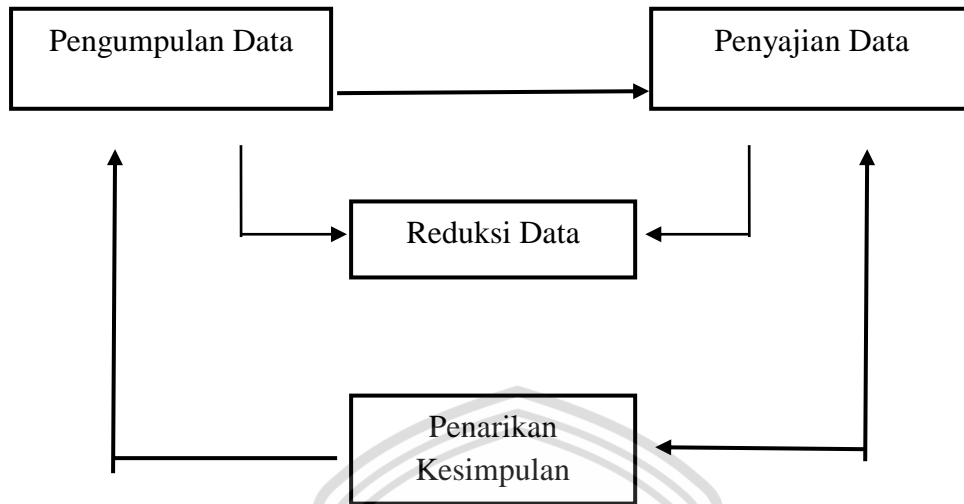 Pengumpulan Data
Penyajian Data
Reduksi Data
Penarikan
Kesimpulan